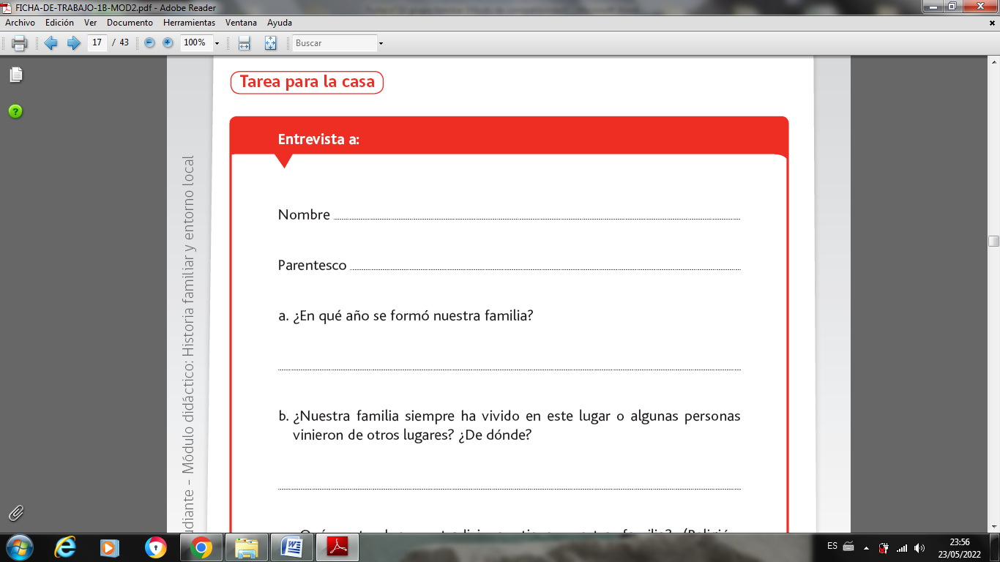 FICHA-DE-TRABAJO-1B-MOD2.pdf - Adobe Reader
Archivo Edición Ver Documento Herramientas Ventana Ayuda
17 / 43 100% Buscar
Tarea para la casa
Entrevista a:
Nombre
Parentesco
a. ¿En qué año se formó nuestra familia?
b. ¿Nuestra familia siempre ha vivido en este lugar o algunas personas
vinieron de otros lugares? ¿De dónde?
udiante - Módulo didáctico: Historia familiar y entorno local
ES
23:56
23/05/2022